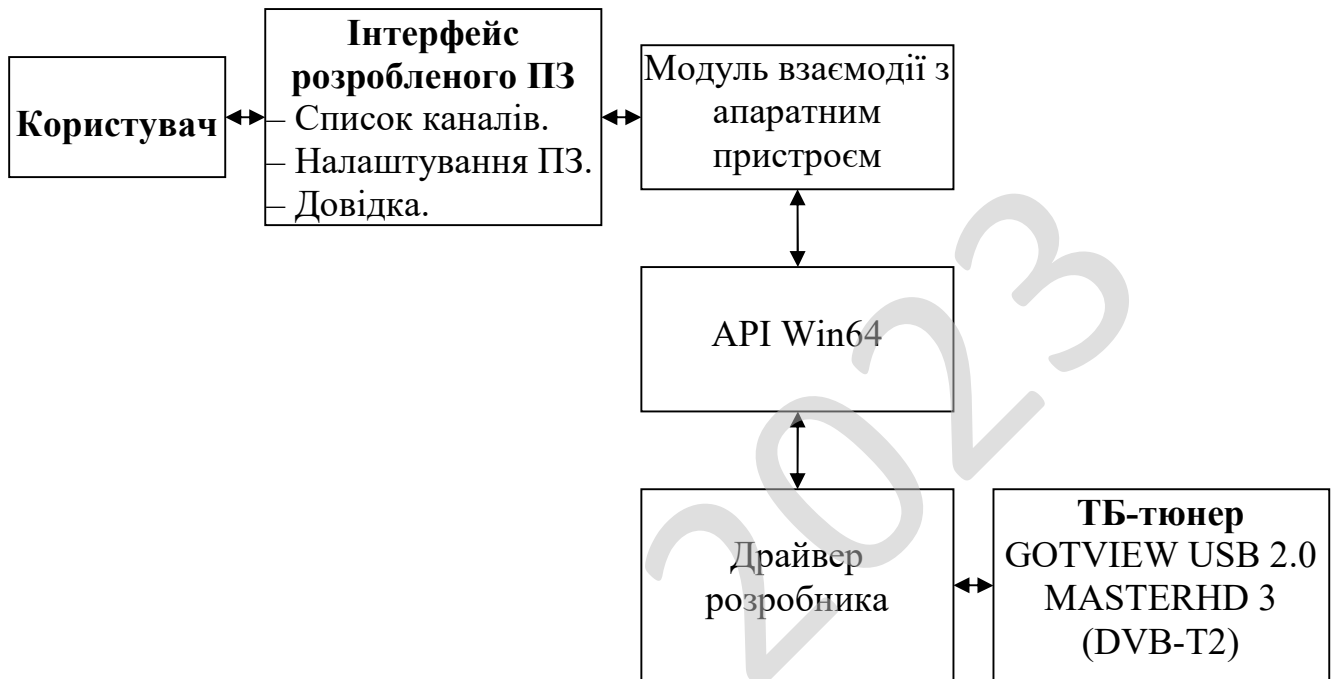 Інтерфейс
розробленого ПЗ
– Список каналів.
– Налаштування ПЗ.
– Довідка.
Користувач
Модуль взаємодії з
апаратним
пристроєм
API Win64
Драйвер
розробника
ТБ-тюнер
GOTVIEW USB 2.0
MASTERHD 3
(DVB-T2)
2023